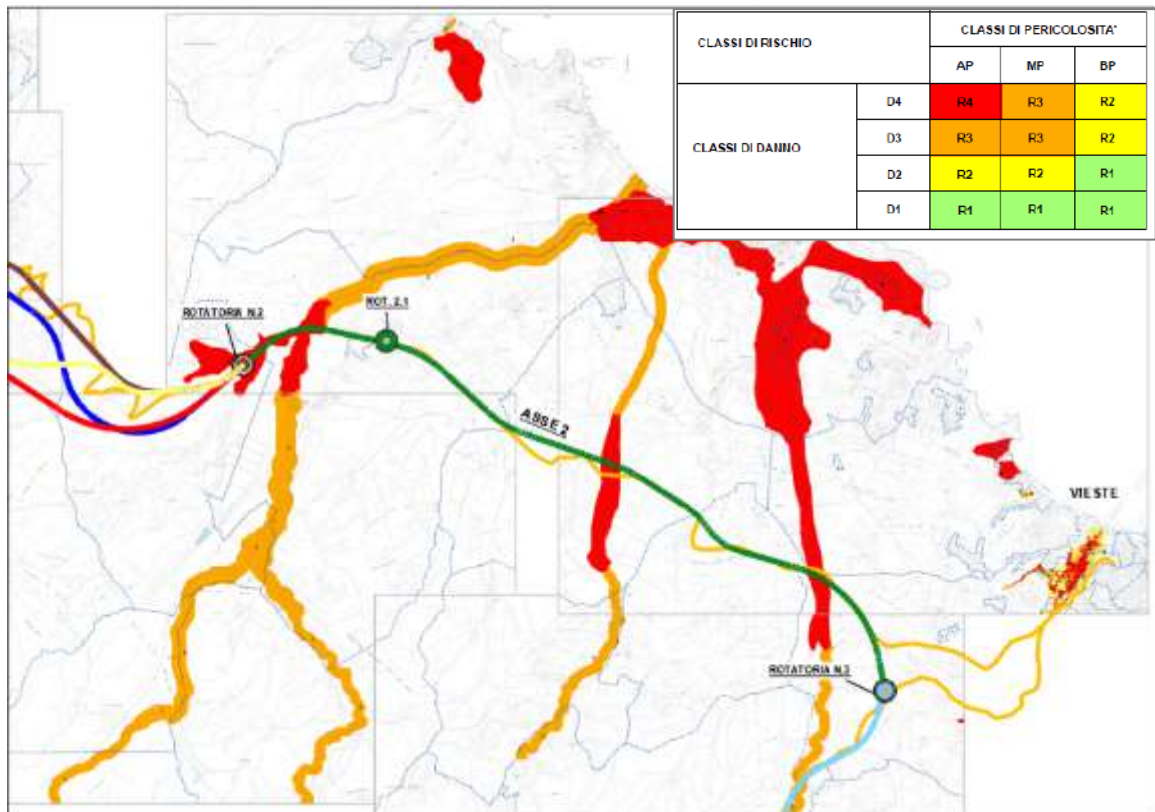 CLASSI DI RISCHIO
CLASSI DI PERICOLOSITA'
AP MP BP
CLASSI DI DANNO
D4 R4 R3 R2
D3 R3 R3 R2
D2 R2 R2 R1
D1 R1 R1 R1
ROTATORIA N.2
ROT. 2.1
ASSE 2
VIESTE
ROTATORIA N.3